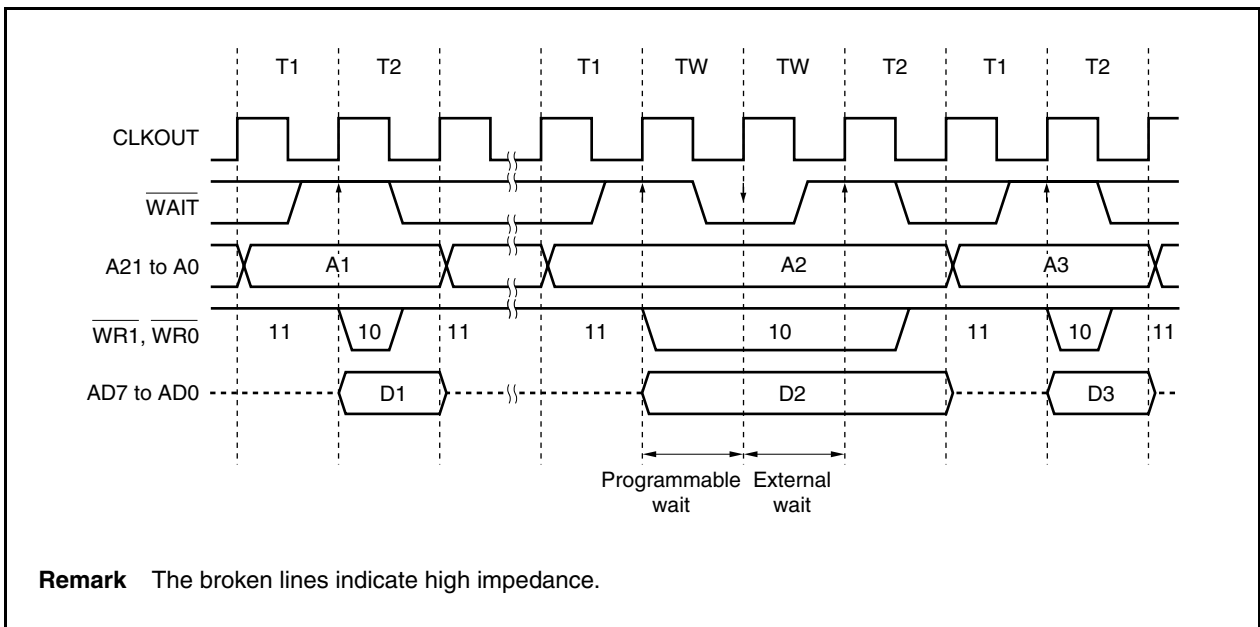 T1 T2 T1 TW TW T2 T1 T2
CLKOUT
WAIT
A21 to A0 A1 A2 A3
WR1, WR0 11 10 11 11 10 11 10 11
AD7 to AD0 D1 D2 D3
Programmable wait
External wait
Remark The broken lines indicate high impedance.